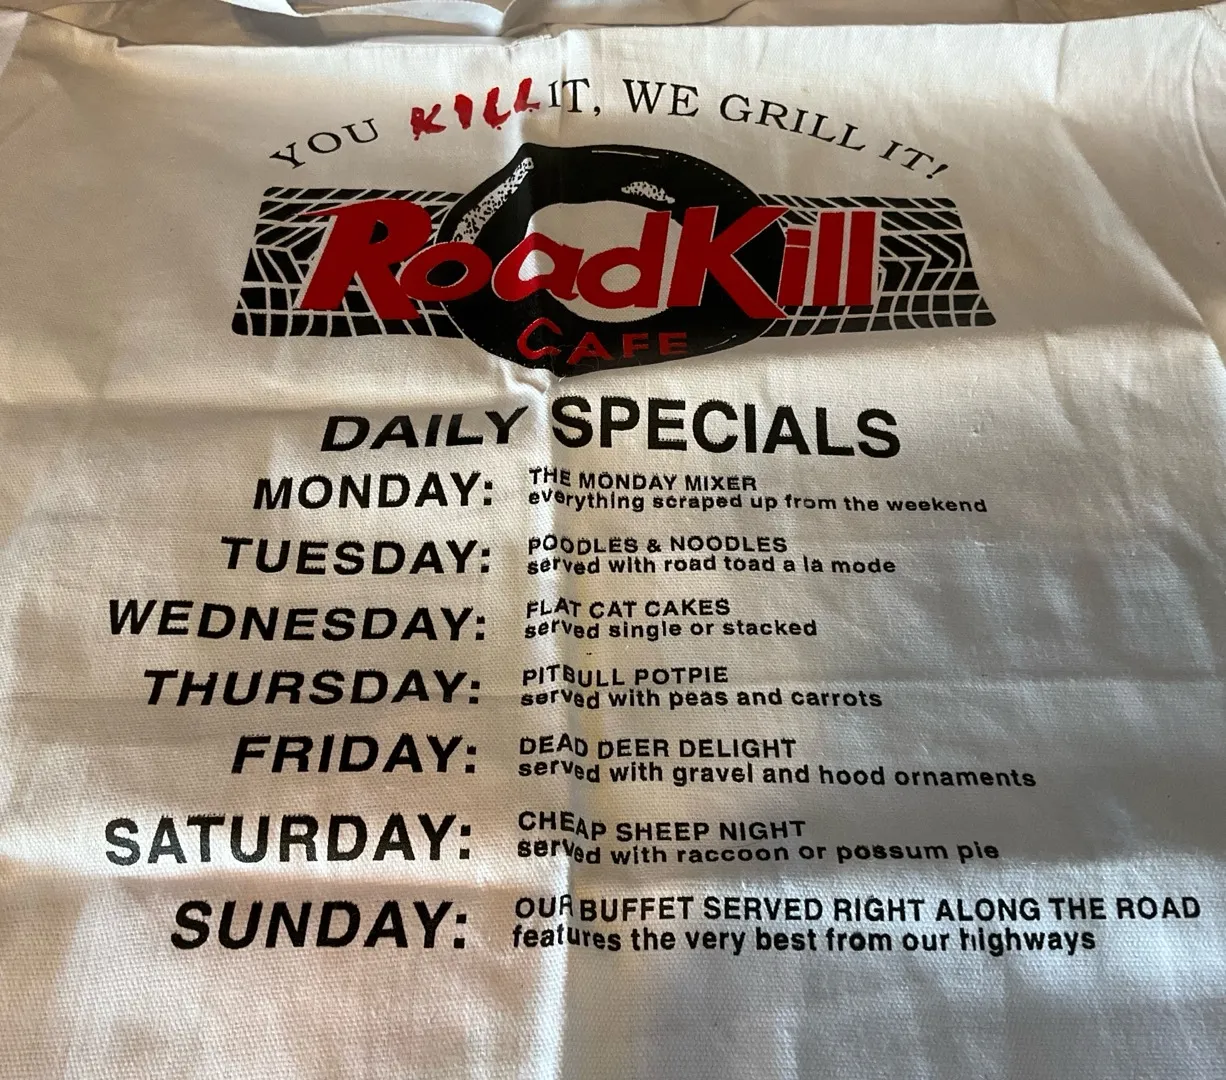 YOU KILL IT, WE GRILL IT!
RoadKill
CAFE
DAILY SPECIALS
MONDAY: THE MONDAY MIXER
everything scraped up from the weekend
TUESDAY: POODLES & NOODLES
served with road toad a la mode
WEDNESDAY: FLAT CAT CAKES
served single or stacked
THURSDAY: PITBULL POTPIE
served with peas and carrots
FRIDAY: DEAD DEER DELIGHT
served with gravel and hood ornaments
SATURDAY: CHEAP SHEEP NIGHT
served with raccoon or possum pie
SUNDAY: OUR BUFFET SERVED RIGHT ALONG THE ROAD
features the very best from our highways